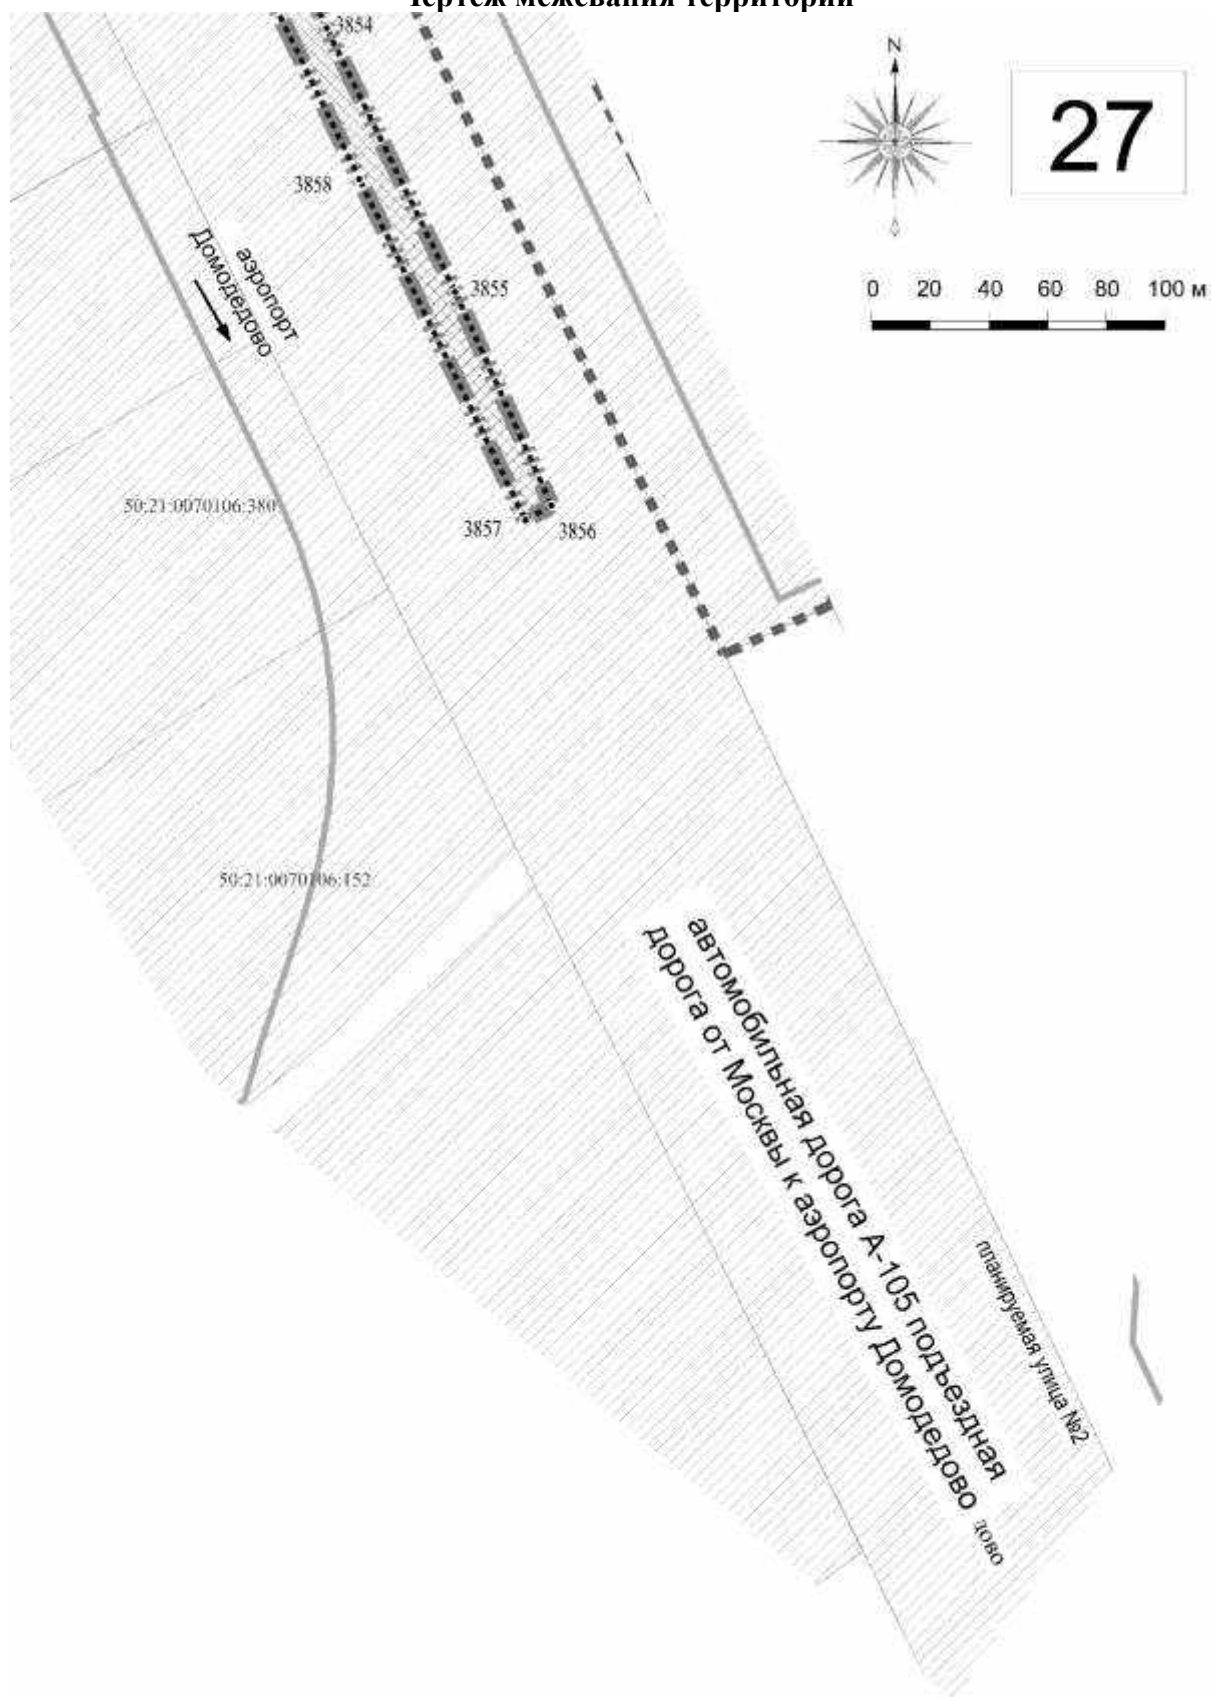 Чертеж межевания территории
3854
N
27
3858
аэропорт
Домодедово
3855
0 20 40 60 80 100 м
50:21:0070106:380
3857
3856
50:21:0070106:152
автомобильная дорога А-105 подъездная
дорога от Москвы к аэропорту Домодедово
дово
планируемая улица №2